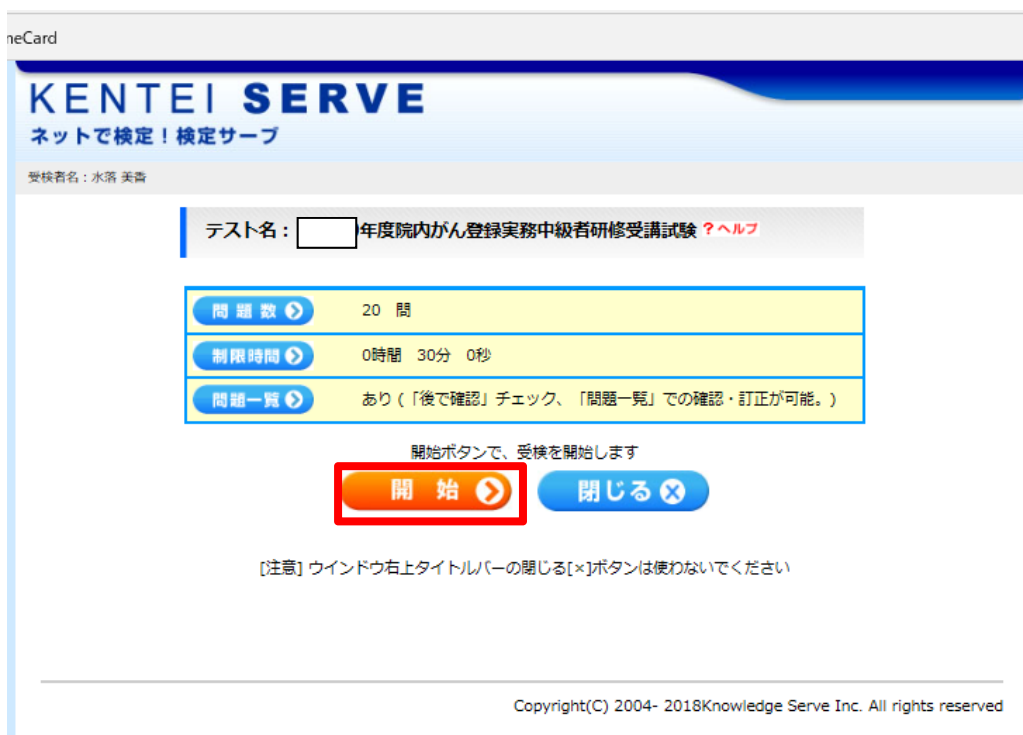 neCard
KENTEI SERVE
ネットで検定！検定サーブ
受検者名：水落 美香
テスト名： 年度院内がん登録実務中級者研修受講試験 ？ヘルプ
問題数 20 問
制限時間 0時間 30分 0秒
問題一覧 あり (「後で確認」チェック、「問題一覧」での確認・訂正が可能。)
開始ボタンで、受検を開始します
開 始 閉じる
[注意] ウインドウ右上タイトルバーの閉じる[×]ボタンは使わないでください
Copyright(C) 2004- 2018Knowledge Serve Inc. All rights reserved